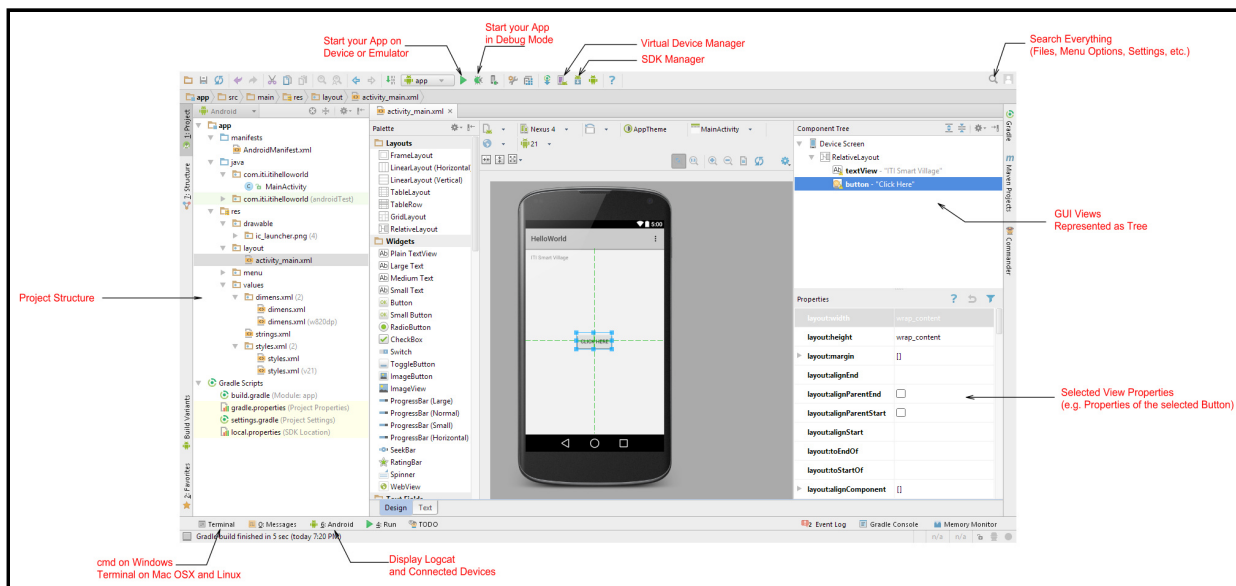 Start your App on
Device or Emulator
Start your App
in Debug Mode
Virtual Device Manager
SDK Manager
Search Everything
(Files, Menu Options, Settings, etc.)
app
app src main res layout activity_main.xml
1: Project
Z: Structure
Build Variants
2: Favorites
Android
activity_main.xml
app
manifests
AndroidManifest.xml
java
com.iti.itihelloworld
MainActivity
com.iti.itihelloworld (androidTest)
res
drawable
ic_launcher.png (4)
layout
activity_main.xml
menu
values
dimens.xml (2)
dimens.xml
dimens.xml (w820dp)
strings.xml
styles.xml (2)
styles.xml
styles.xml (v21)
Gradle Scripts
build.gradle (Module: app)
gradle.properties (Project Properties)
settings.gradle (Project Settings)
local.properties (SDK Location)
Project Structure
Palette
Layouts
FrameLayout
LinearLayout (Horizontal
LinearLayout (Vertical)
TableLayout
TableRow
GridLayout
RelativeLayout
Widgets
Plain TextView
Large Text
Medium Text
Small Text
Button
Small Button
RadioButton
CheckBox
Switch
ToggleButton
ImageButton
ImageView
ProgressBar (Large)
ProgressBar (Normal)
ProgressBar (Small)
ProgressBar (Horizontal)
SeekBar
RatingBar
Spinner
WebView
Text Fields
Design Text
Nexus 4 AppTheme MainActivity
21
5:00
HelloWorld
ITI Smart Village
CLICK HERE
Component Tree
Device Screen
RelativeLayout
textView - "ITI Smart Village"
button - "Click Here"
GUI Views
Represented as Tree
Properties
layout:width wrap_content
layout:height wrap_content
layout:margin []
layout:alignEnd
layout:alignParentEnd
layout:alignParentStart
layout:alignStart
layout:toEndOf
layout:toStartOf
layout:alignComponent []
Selected View Properties
(e.g. Properties of the selected Button)
Gradle
Maven Projects
Commander
Terminal 0: Messages 6: Android 4: Run TODO
Event Log Gradle Console Memory Monitor
Gradle build finished in 5 sec (today 7:20 PM)
n/a n/a
cmd on Windows
Terminal on Mac OSX and Linux
Display Logcat
and Connected Devices